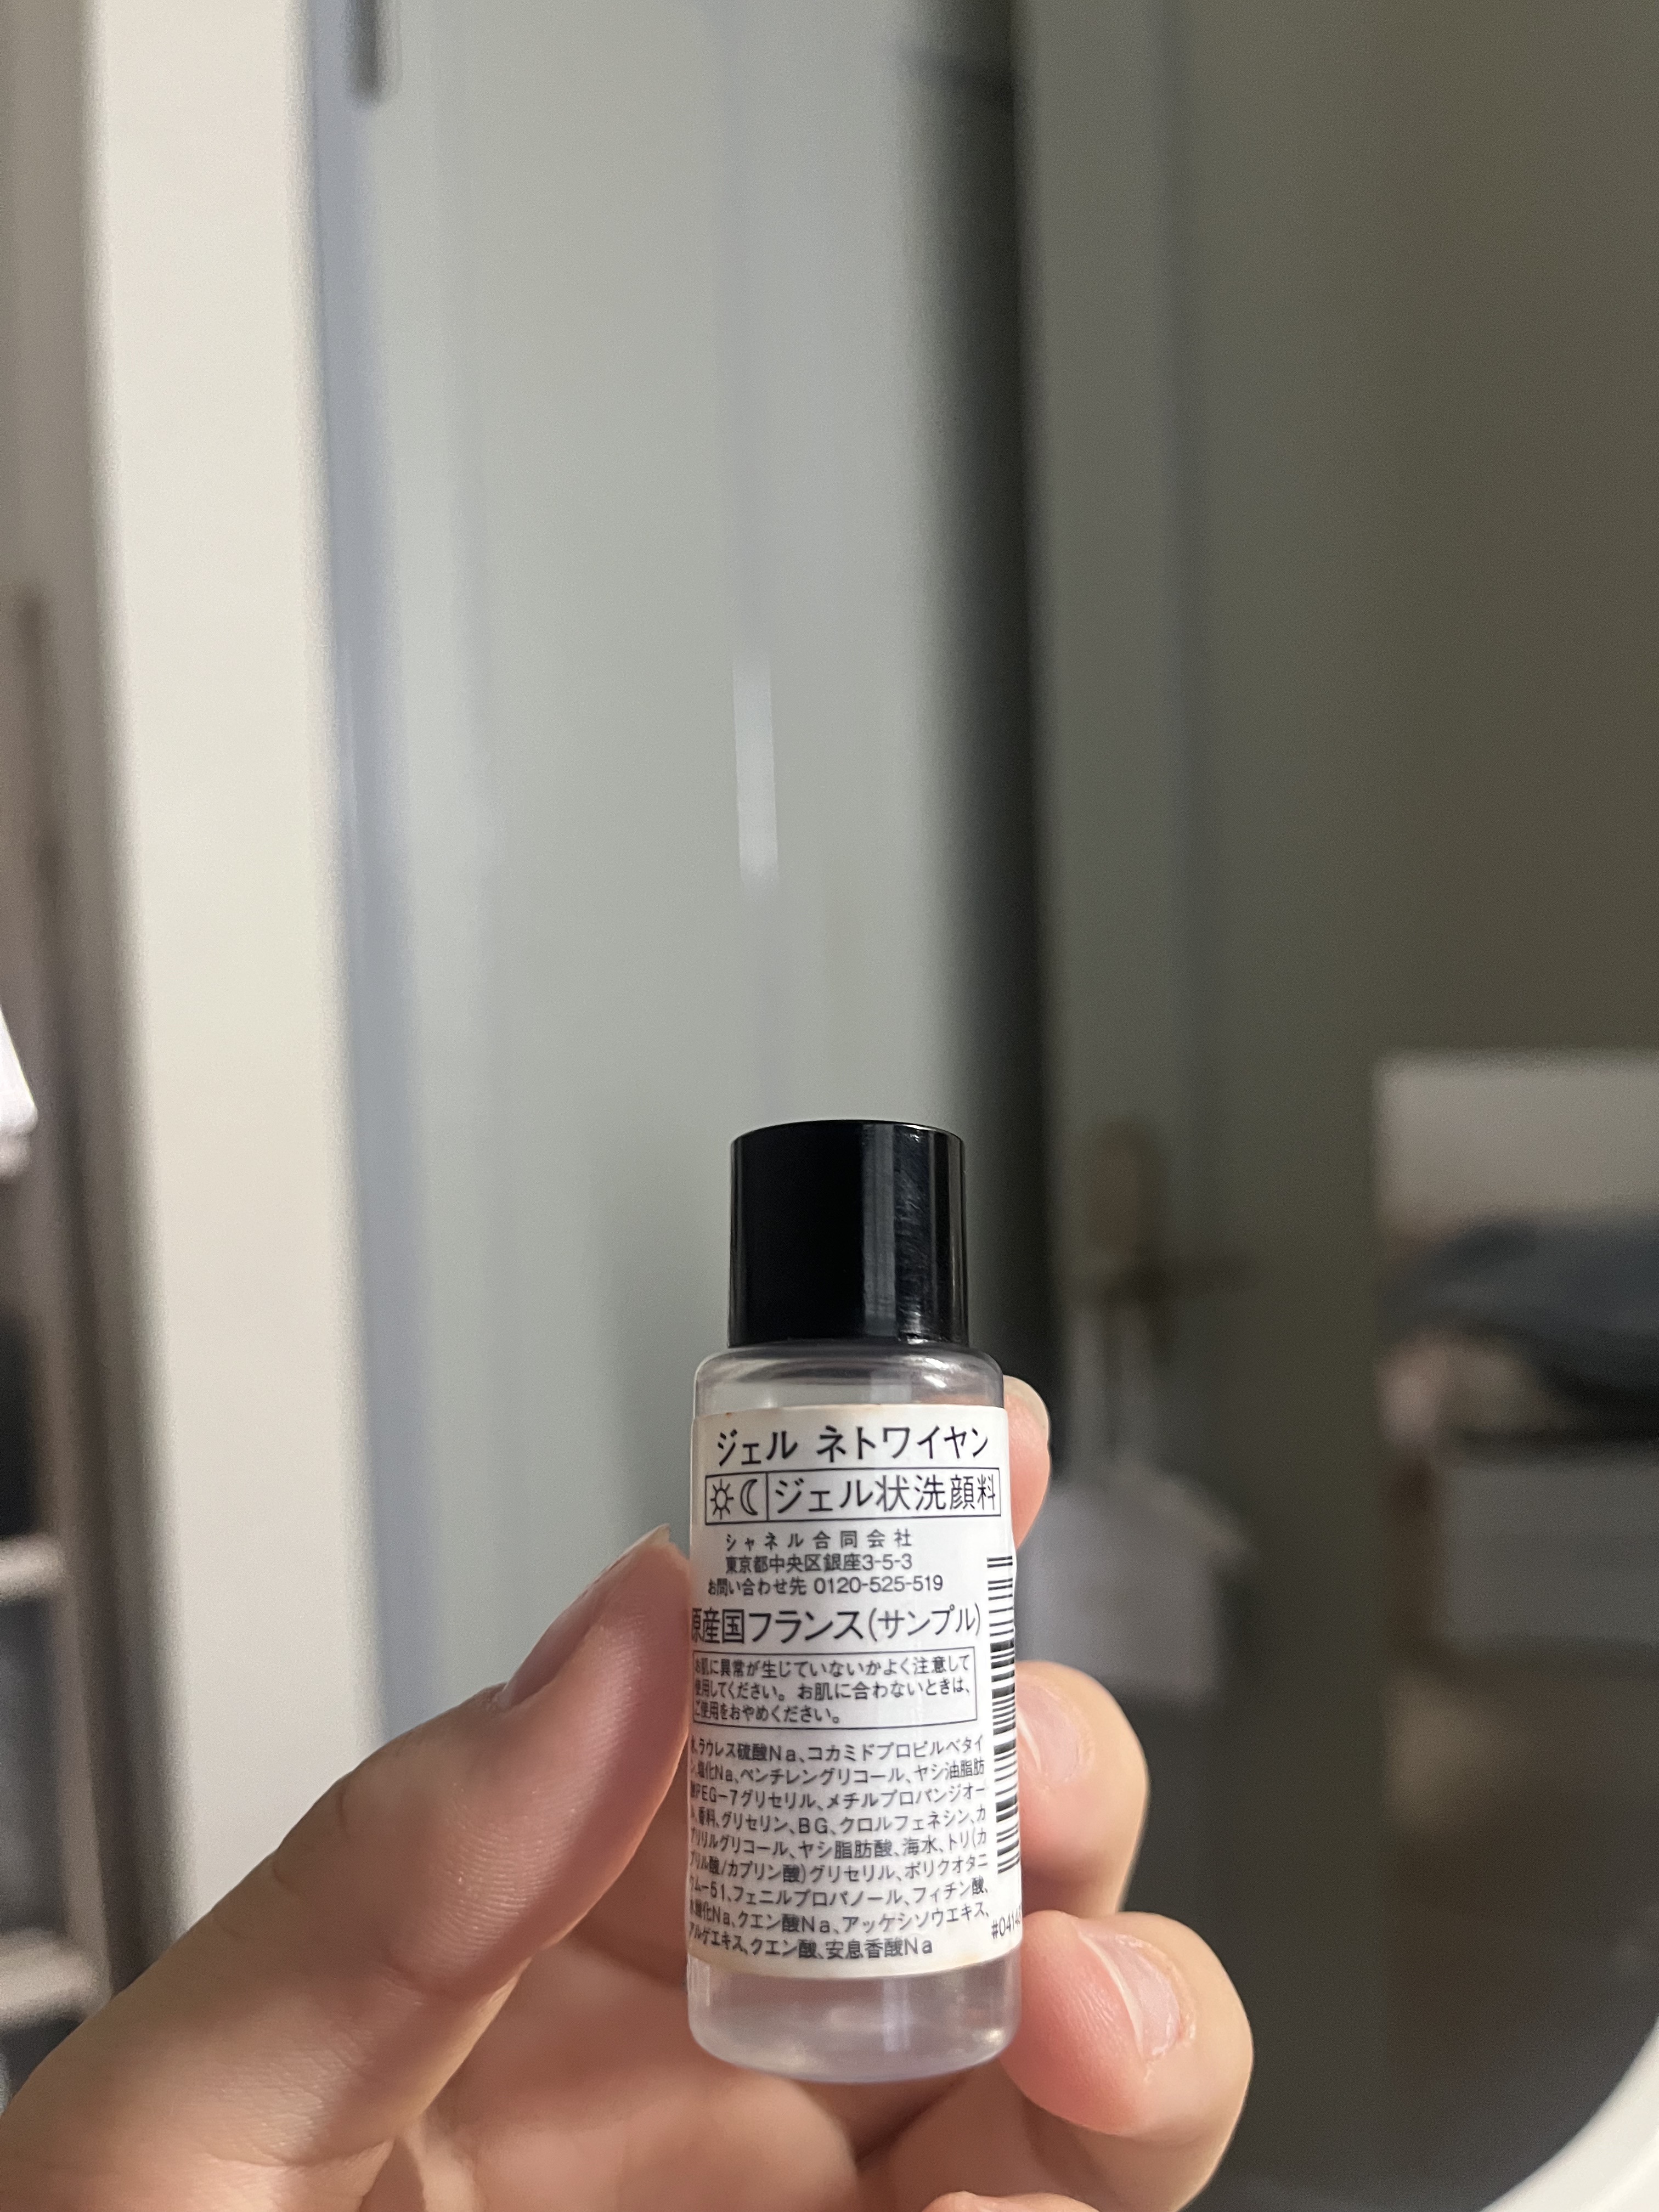 ジェル ネトワイヤン
ジェル状洗顔料
シャネル合同会社
東京都中央区銀座3-5-3
お問い合わせ先 0120-525-519
原産国フランス(サンプル)
お肌に異常が生じていないかよく注意して
使用してください。お肌に合わないときは、
ご使用をおやめください。
水、ラウレス硫酸Na、コカミドプロピルベタイ
ン、塩化Na、ペンチレングリコール、ヤシ油脂肪
酸PEG-7グリセリル、メチルプロパンジオー
ル、香料、グリセリン、BG、クロルフェネシン、カ
プリリルグリコール、ヤシ脂肪酸、海水、トリ(カ
プリル酸/カプリン酸)グリセリル、ポリクオタニ
ウム-51、フェニルプロパノール、フィチン酸、
水酸化Na、クエン酸Na、アッケシソウエキス、
アルゲエキス、クエン酸、安息香酸Na